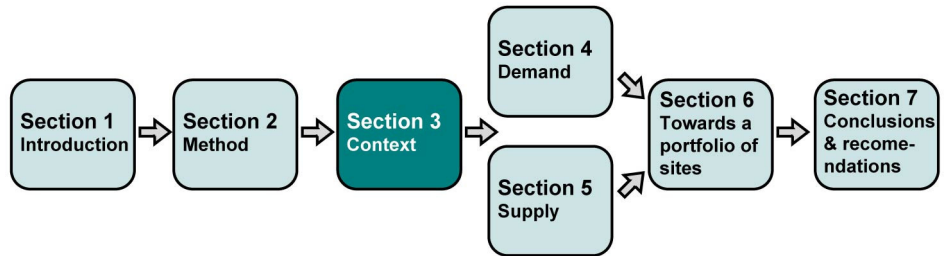 Section 1
Introduction
Section 2
Method
Section 3
Context
Section 4
Demand
Section 5
Supply
Section 6
Towards a
portfolio of
sites
Section 7
Conclusions
& recome-
ndations